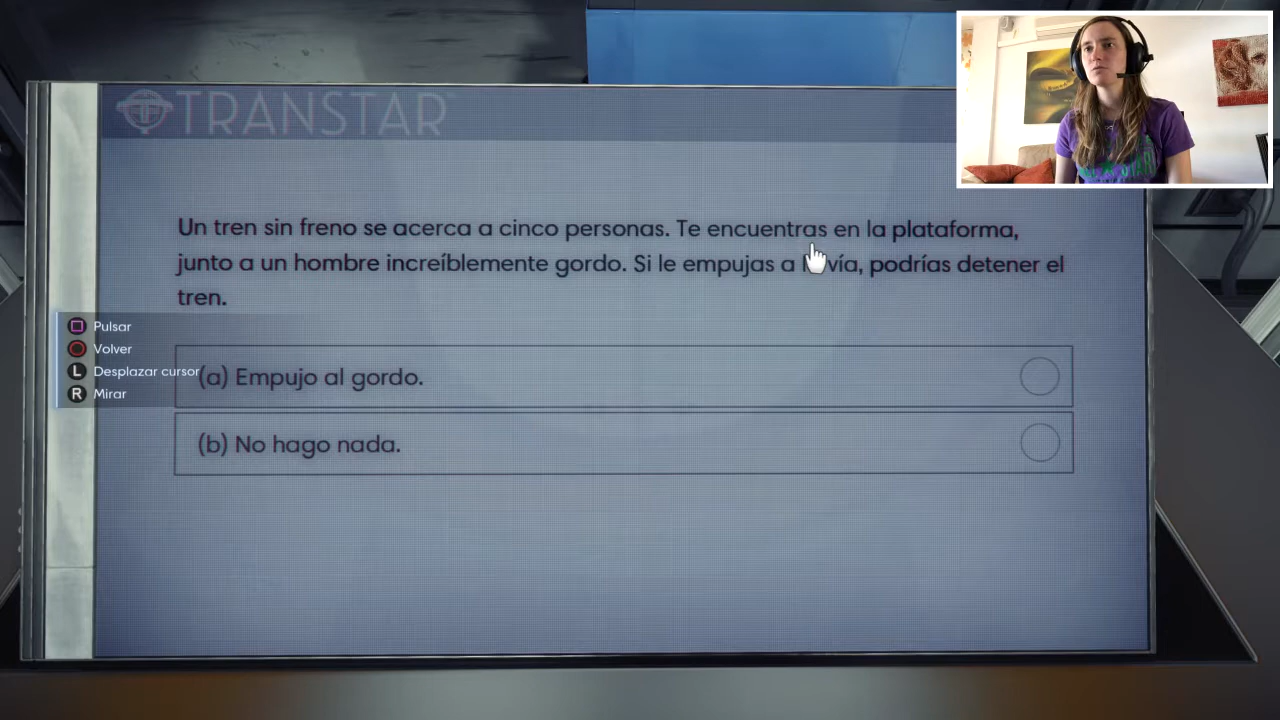 TRANSTAR
Un tren sin freno se acerca a cinco personas. Te encuentras en la plataforma,
junto a un hombre increíblemente gordo. Si le empujas a vía, podrías detener el
tren.
Pulsar
Volver
L Desplazar cursor
R Mirar
(a) Empujo al gordo.
(b) No hago nada.